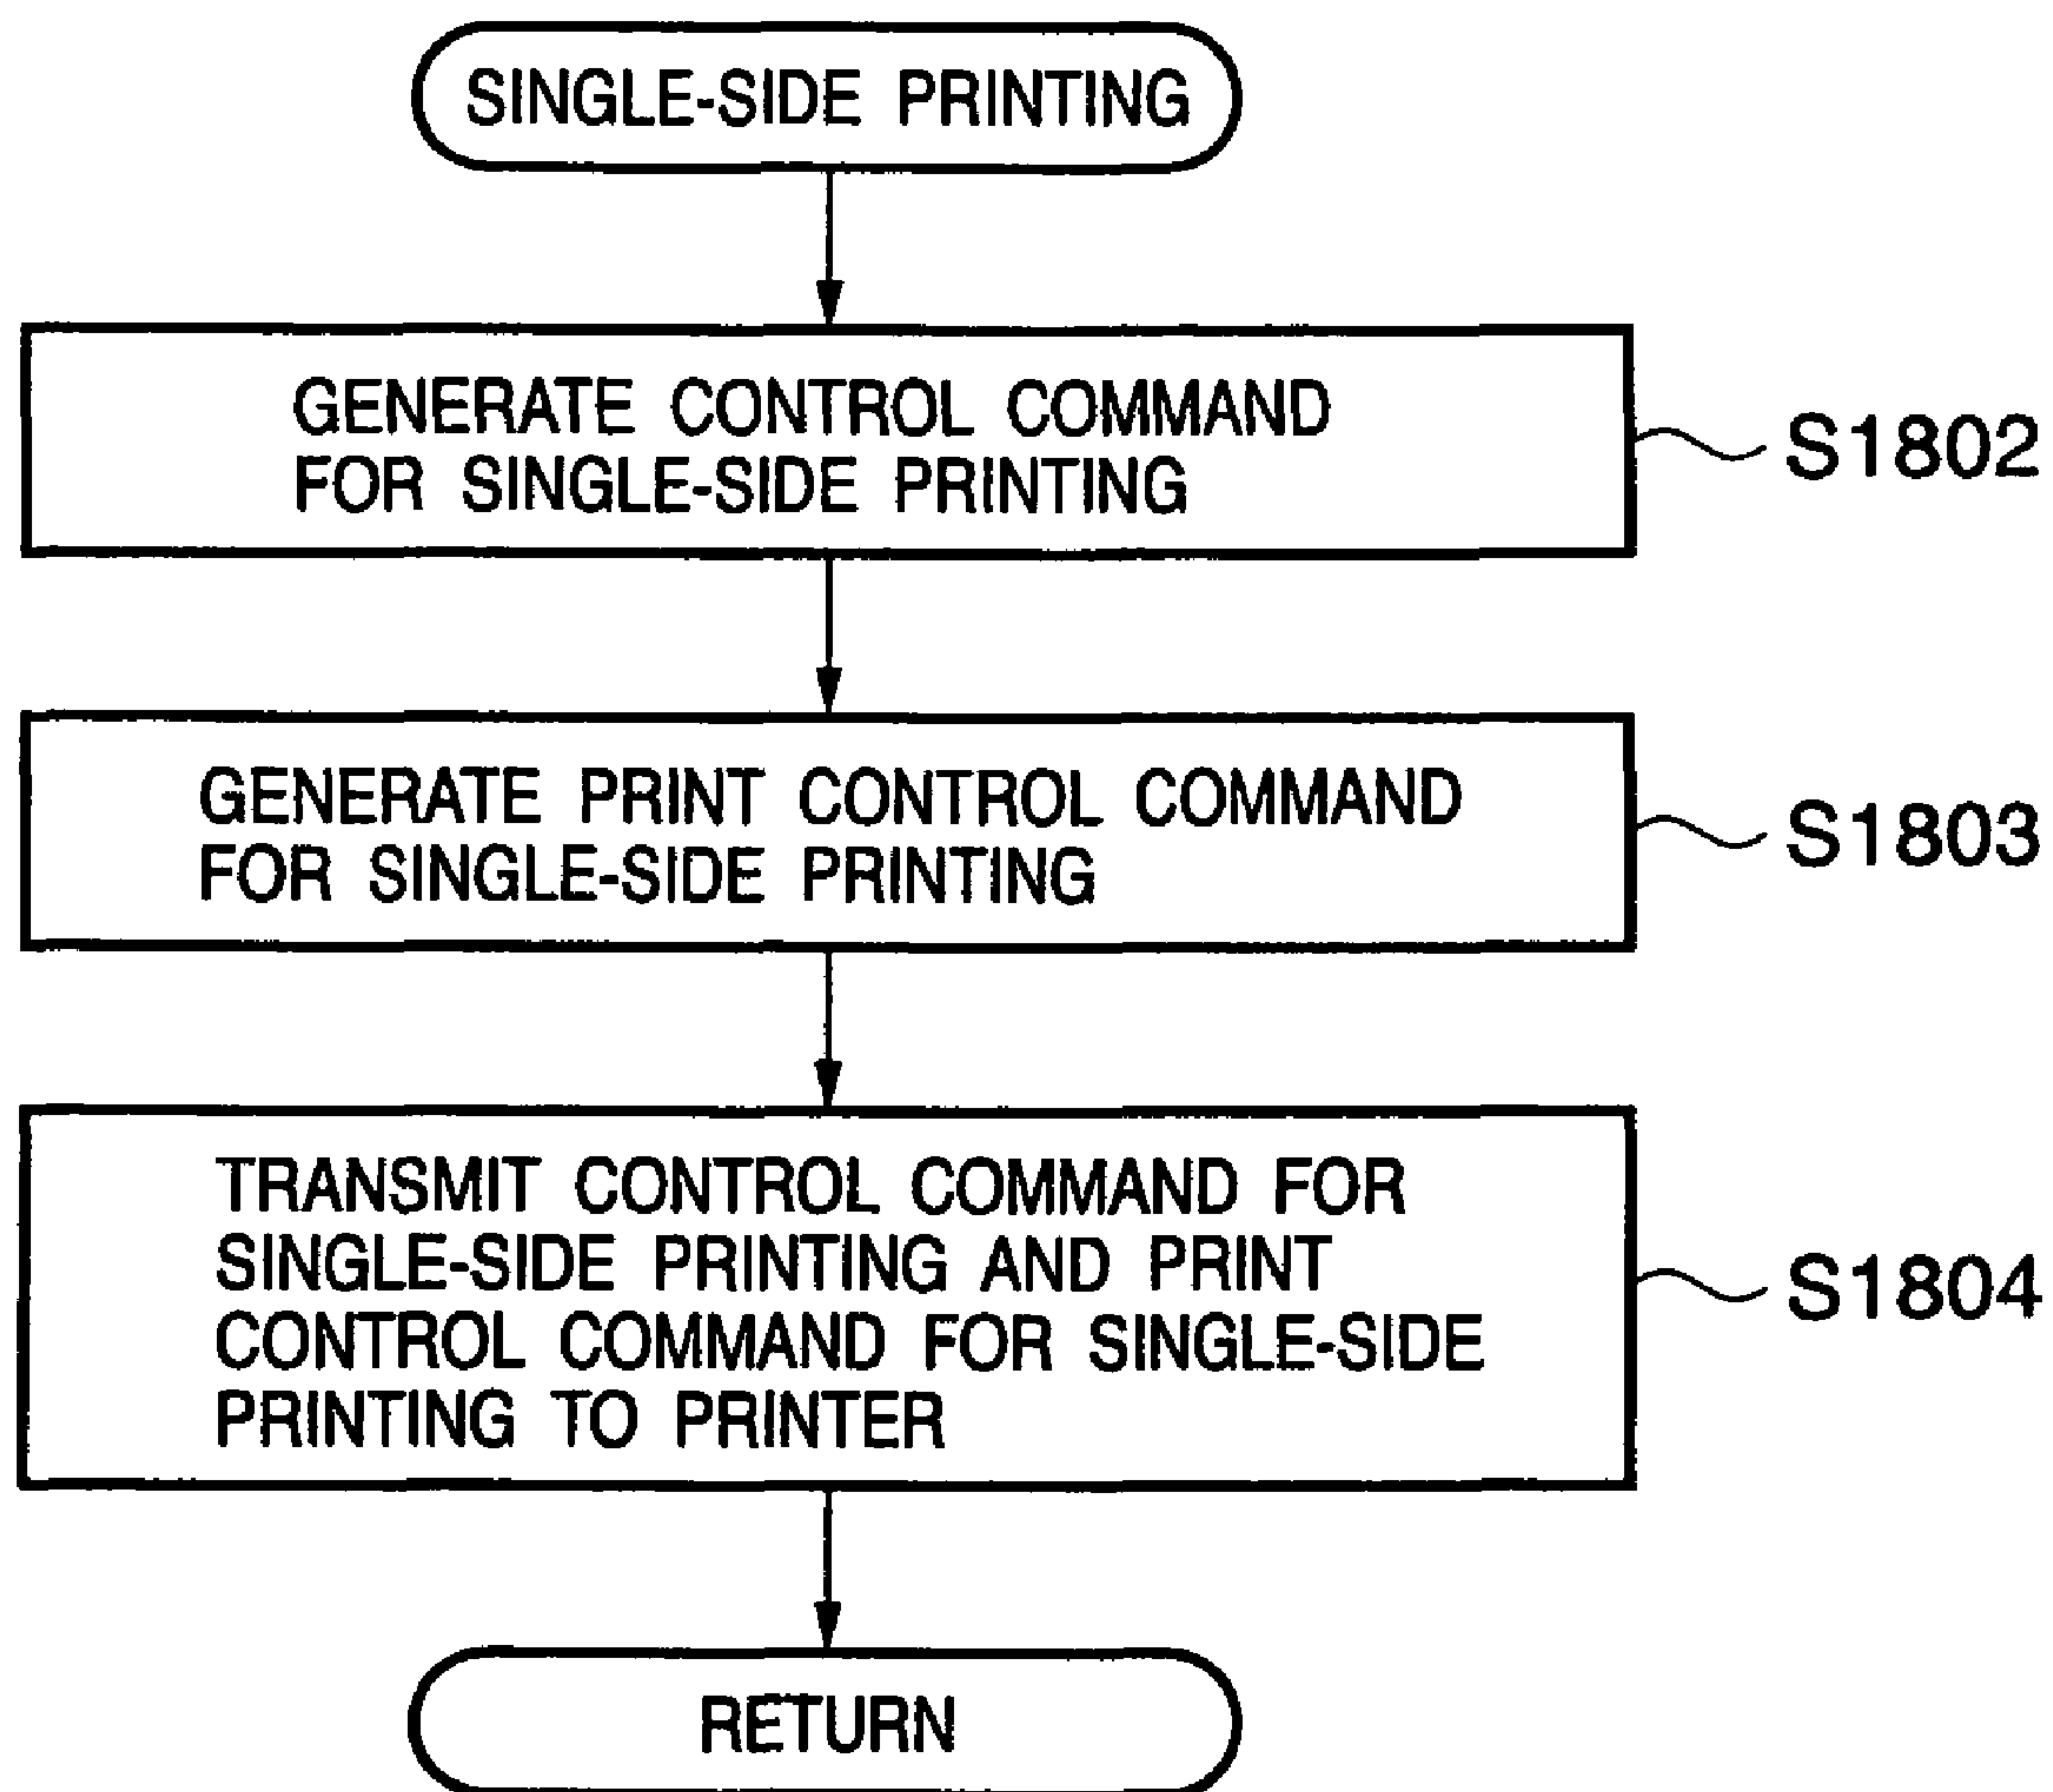 SINGLE-SIDE PRINTING
GENERATE CONTROL COMMAND
FOR SINGLE-SIDE PRINTING
S1802
GENERATE PRINT CONTROL COMMAND
FOR SINGLE-SIDE PRINTING
S1803
TRANSMIT CONTROL COMMAND FOR
SINGLE-SIDE PRINTING AND PRINT
CONTROL COMMAND FOR SINGLE-SIDE
PRINTING TO PRINTER
S1804
RETURN